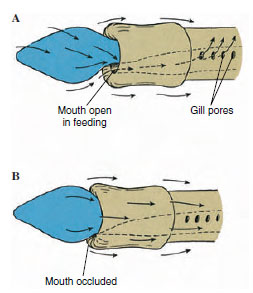 A
Mouth open
in feeding
Gill pores
B
Mouth occluded